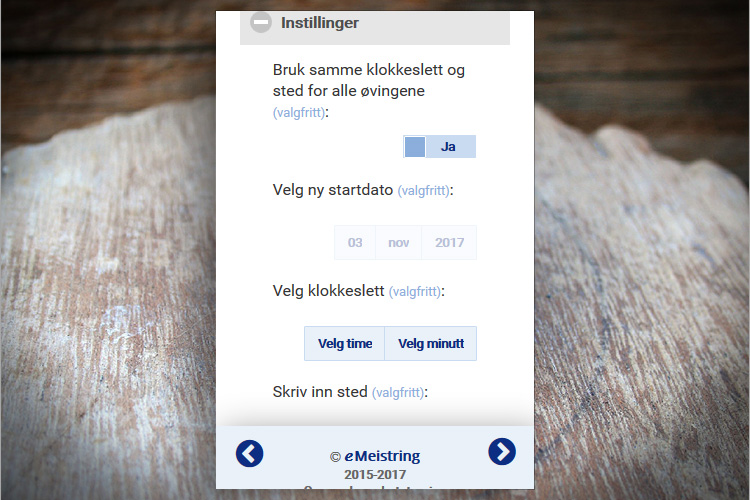 Instillinger
Bruk samme klokkeslett og
sted for alle øvingene
(valgfritt):
Ja
Velg ny startdato (valgfritt):
03 nov 2017
Velg klokkeslett (valgfritt):
Velg time Velg minutt
Skriv inn sted (valgfritt):
© eMeistring
2015-2017